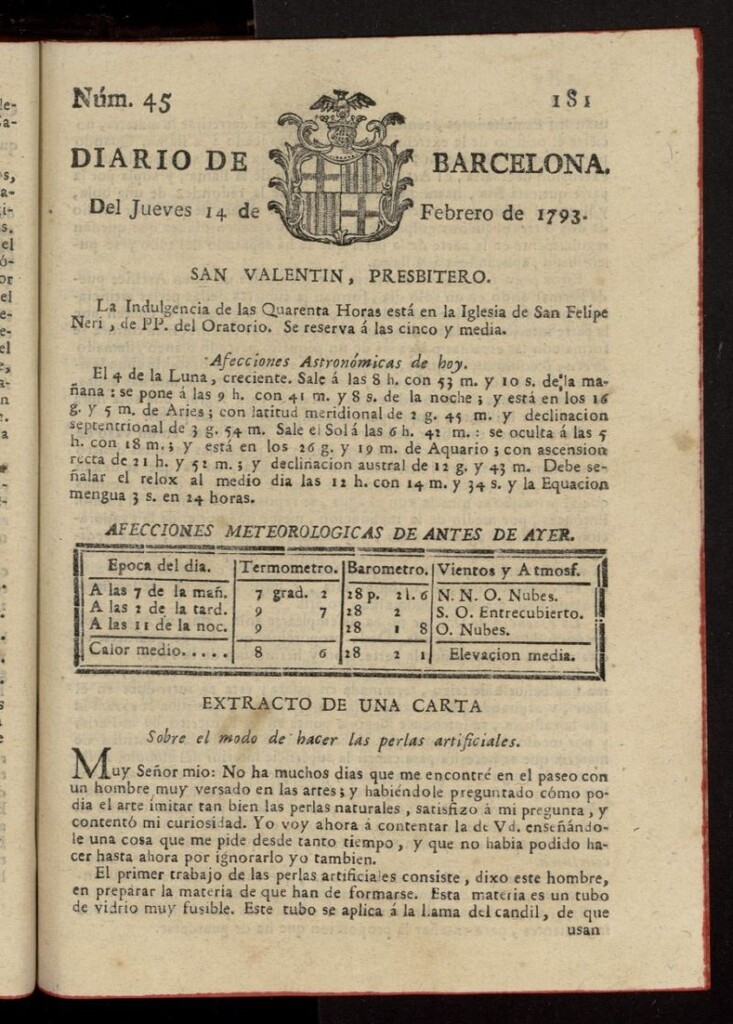 Núm. 45
181
DIARIO DE BARCELONA.
Del Jueves 14 de Febrero de 1793.
SAN VALENTIN, PRESBITERO.
La Indulgencia de las Quarenta Horas está en la Iglesia de San Felipe
Neri, de PP. del Oratorio. Se reserva á las cinco y media.
Afecciones Astronómicas de hoy.
El 4 de la Luna, creciente. Sale á las 8 h. con 53 m. y 10 s. de la ma-
ñana: se pone á las 9 h. con 41 m. y 8 s. de la noche; y está en los 16
g. y 5 m. de Aries; con latitud meridional de 2 g. 45 m. y declinacion
septentrional de 3 g. 54 m. Sale el Sol á las 6 h. 42 m.: se oculta á las 5
h. con 18 m.; y está en los 26 g. y 19 m. de Aquario; con ascension
recta de 21 h. y 52 m.; y declinacion austral de 12 g. y 43 m. Debe se-
ñalar el relox al medio dia las 12 h. con 14 m. y 34 s. y la Equacion
mengua 3 s. en 24 horas.
AFECCIONES METEOROLOGICAS DE ANTES DE AYER.
Epoca del dia. Termometro. Barometro. Vientos y Atmosf.
A las 7 de la mañ. 7 grad. 2 28 p. 2 l. 6 N. N. O. Nubes.
A las 2 de la tard. 9 7 28 2 S. O. Entrecubierto.
A las 11 de la noc. 9 28 1 8 O. Nubes.
Calor medio..... 8 6 28 2 1 Elevacion media.
EXTRACTO DE UNA CARTA
Sobre el modo de hacer las perlas artificiales.
Muy Señor mio: No ha muchos dias que me encontré en el paseo con
un hombre muy versado en las artes; y habiéndole preguntado cómo po-
dia el arte imitar tan bien las perlas naturales, satisfizo á mi pregunta, y
contentó mi curiosidad. Yo voy ahora á contentar la de Vd. enseñándo-
le una cosa que me pide desde tanto tiempo, y que no habia podido ha-
cer hasta ahora por ignorarlo yo tambien.
El primer trabajo de las perlas artificiales consiste, dixo este hombre,
en preparar la materia de que han de formarse. Esta materia es un tubo
de vidrio muy fusible. Este tubo se aplica á la llama del candil, de que
usan